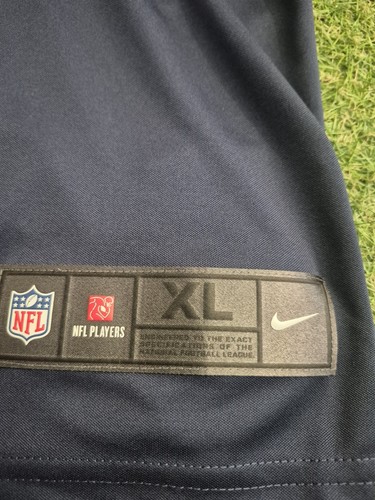 NFL
NFL PLAYERS
XL
ENGINEERED TO THE EXACT
SPECIFICATIONS OF THE
NATIONAL FOOTBALL LEAGUE.